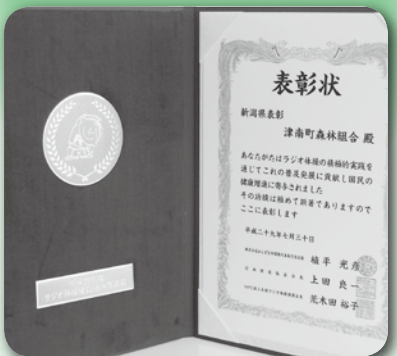 表彰状
新潟県表彰
津南町森林組合 殿
あなたがたはラジオ体操の積極的実践を
通じてこれの普及発展に貢献し国民の
健康増進に寄与されました
その功績は極めて顕著でありますので
ここに表彰します
平成二十九年七月三十日
植平 光彦
上田 良一
荒木田 裕子